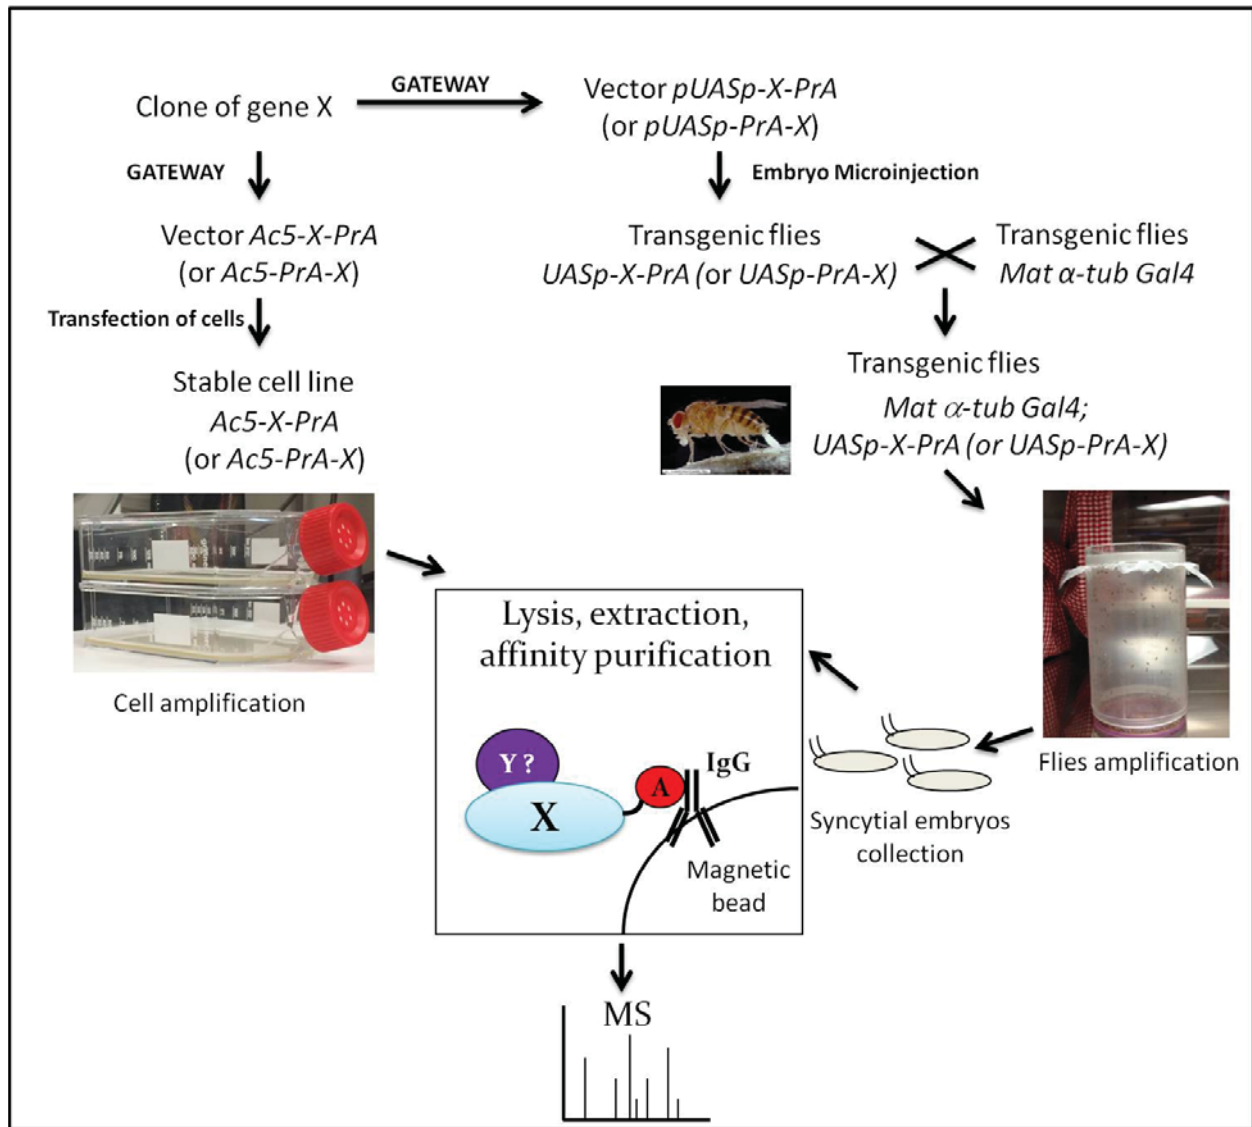 Clone of gene X
GATEWAY
Vector pUASp-X-PrA
(or pUASp-PrA-X)
GATEWAY
Embryo Microinjection
Vector Ac5-X-PrA
(or Ac5-PrA-X)
Transgenic flies
UASp-X-PrA (or UASp-PrA-X)
Transgenic flies
Mat α-tub Gal4
Transfection of cells
Stable cell line
Ac5-X-PrA
(or Ac5-PrA-X)
Transgenic flies
Mat α-tub Gal4;
UASp-X-PrA (or UASp-PrA-X)
Cell amplification
Flies amplification
Syncytial embryos
collection
Lysis, extraction,
affinity purification
Y ?
X
A
IgG
Magnetic
bead
MS